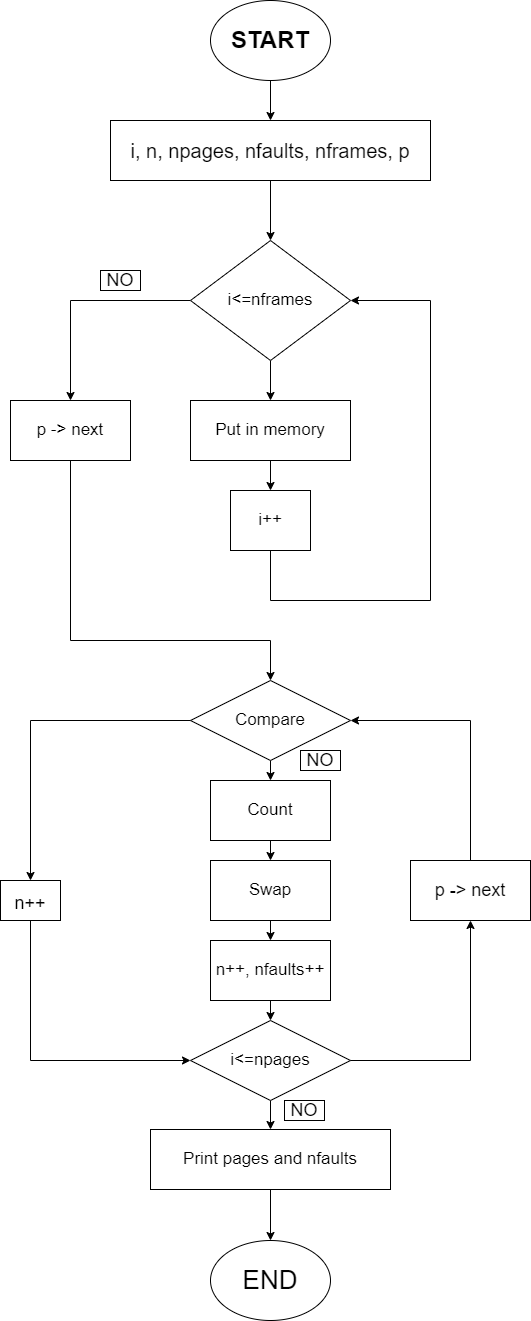 START
i, n, npages, nfaults, nframes, p
NO
i<=nframes
p -> next
Put in memory
i++
Compare
NO
Count
Swap
p -> next
n++
n++, nfaults++
i<=npages
NO
Print pages and nfaults
END